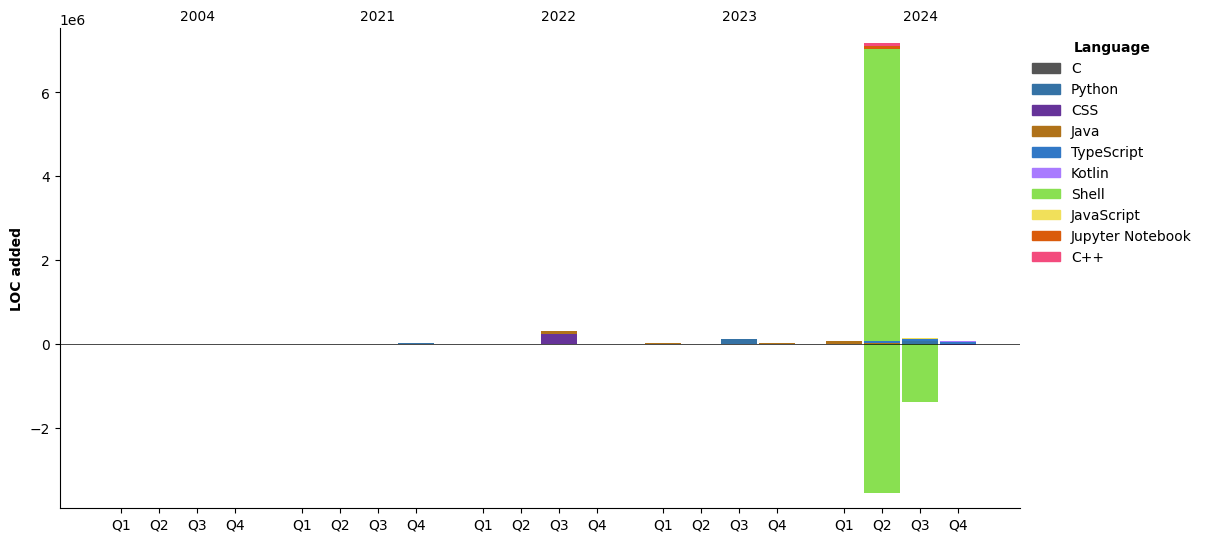 2004 2021 2022 2023 2024
1e6
Language
C
Python
CSS
Java
TypeScript
Kotlin
Shell
JavaScript
Jupyter Notebook
C++
LOC added
6
4
2
0
−2
Q1 Q2 Q3 Q4 Q1 Q2 Q3 Q4 Q1 Q2 Q3 Q4 Q1 Q2 Q3 Q4 Q1 Q2 Q3 Q4